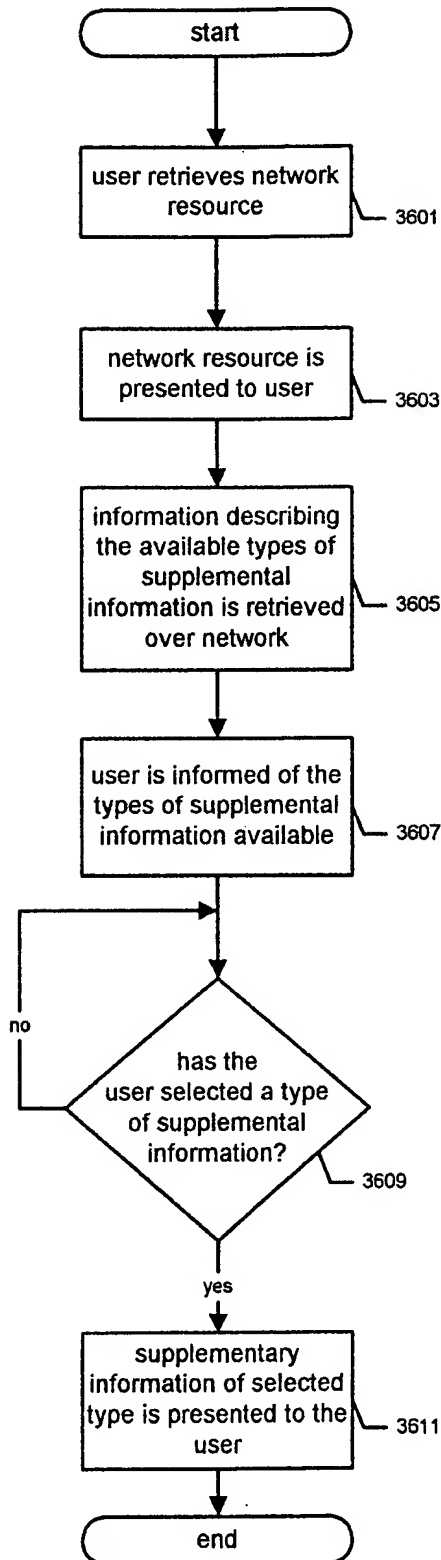 start
user retrieves network
resource
3601
network resource is
presented to user
3603
information describing
the available types of
supplemental
information is retrieved
over network
3605
user is informed of the
types of supplemental
information available
3607
no
has the
user selected a type
of supplemental
information?
3609
yes
supplementary
information of selected
type is presented to the
user
3611
end